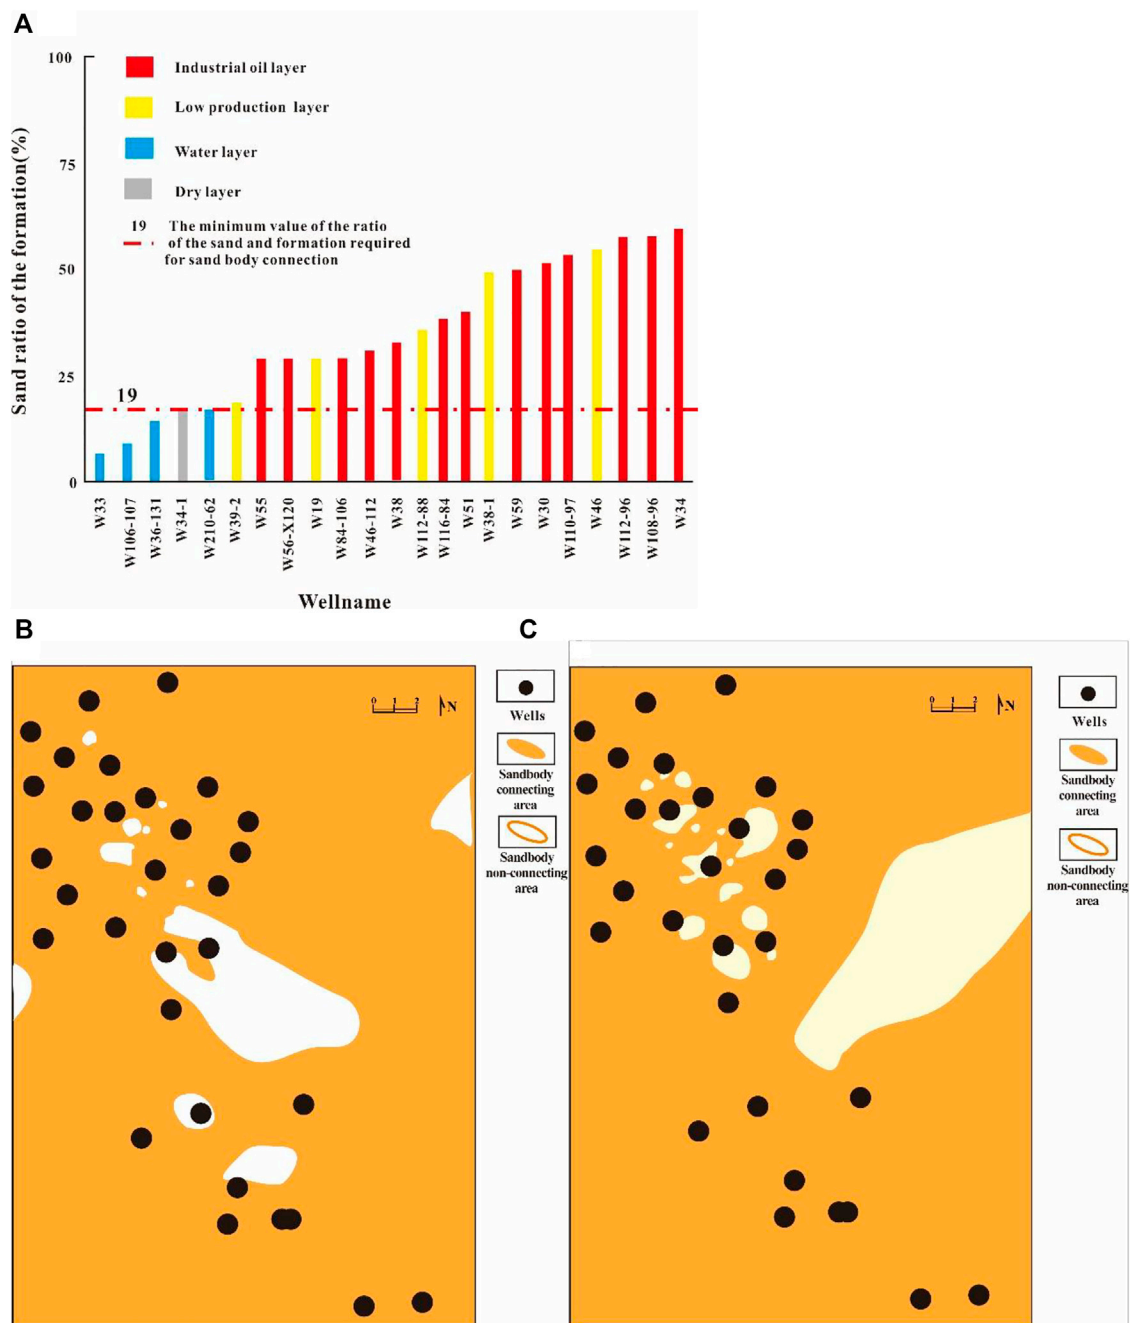 A
100
75
50
25
0
Sand ratio of the formation(%)
Industrial oil layer
Low production layer
Water layer
Dry layer
19 The minimum value of the ratio
of the sand and formation required
for sand body connection
19
W33
W106-107
W36-131
W34-1
W210-62
W39-2
W55
W56-X120
W19
W84-106
W46-112
W38
W112-88
W116-84
W51
W38-1
W59
W30
W110-97
W46
W112-96
W108-96
W34
Wellname
B
0 1 2
N
Wells
Sandbody
connecting
area
Sandbody
non-connecting
area
C
0 1 2
N
Wells
Sandbody
connecting
area
Sandbody
non-connecting
area